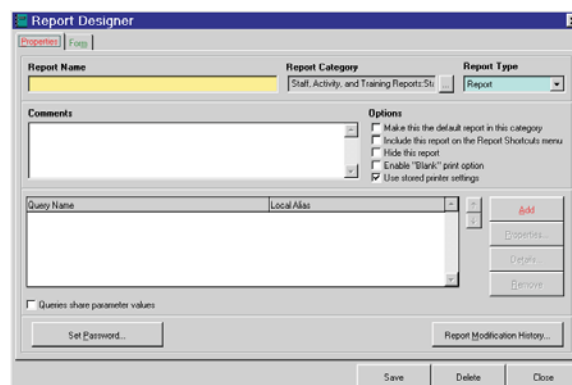 Report Designer
Properties Form
Report Name Report Category Report Type
Staff, Activity, and Training Reports:Sta ... Report
Comments Options
Make this the default report in this category
Include this report on the Report Shortcuts menu
Hide this report
Enable "Blank" print option
Use stored printer settings
Query Name Local Alias
Add
Properties...
Details...
Remove
Queries share parameter values
Set Password... Report Modification History...
Save Delete Close